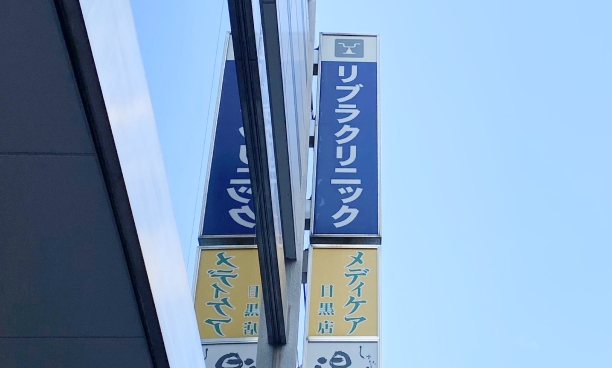 リブラクリニック
メディケア
目黒店